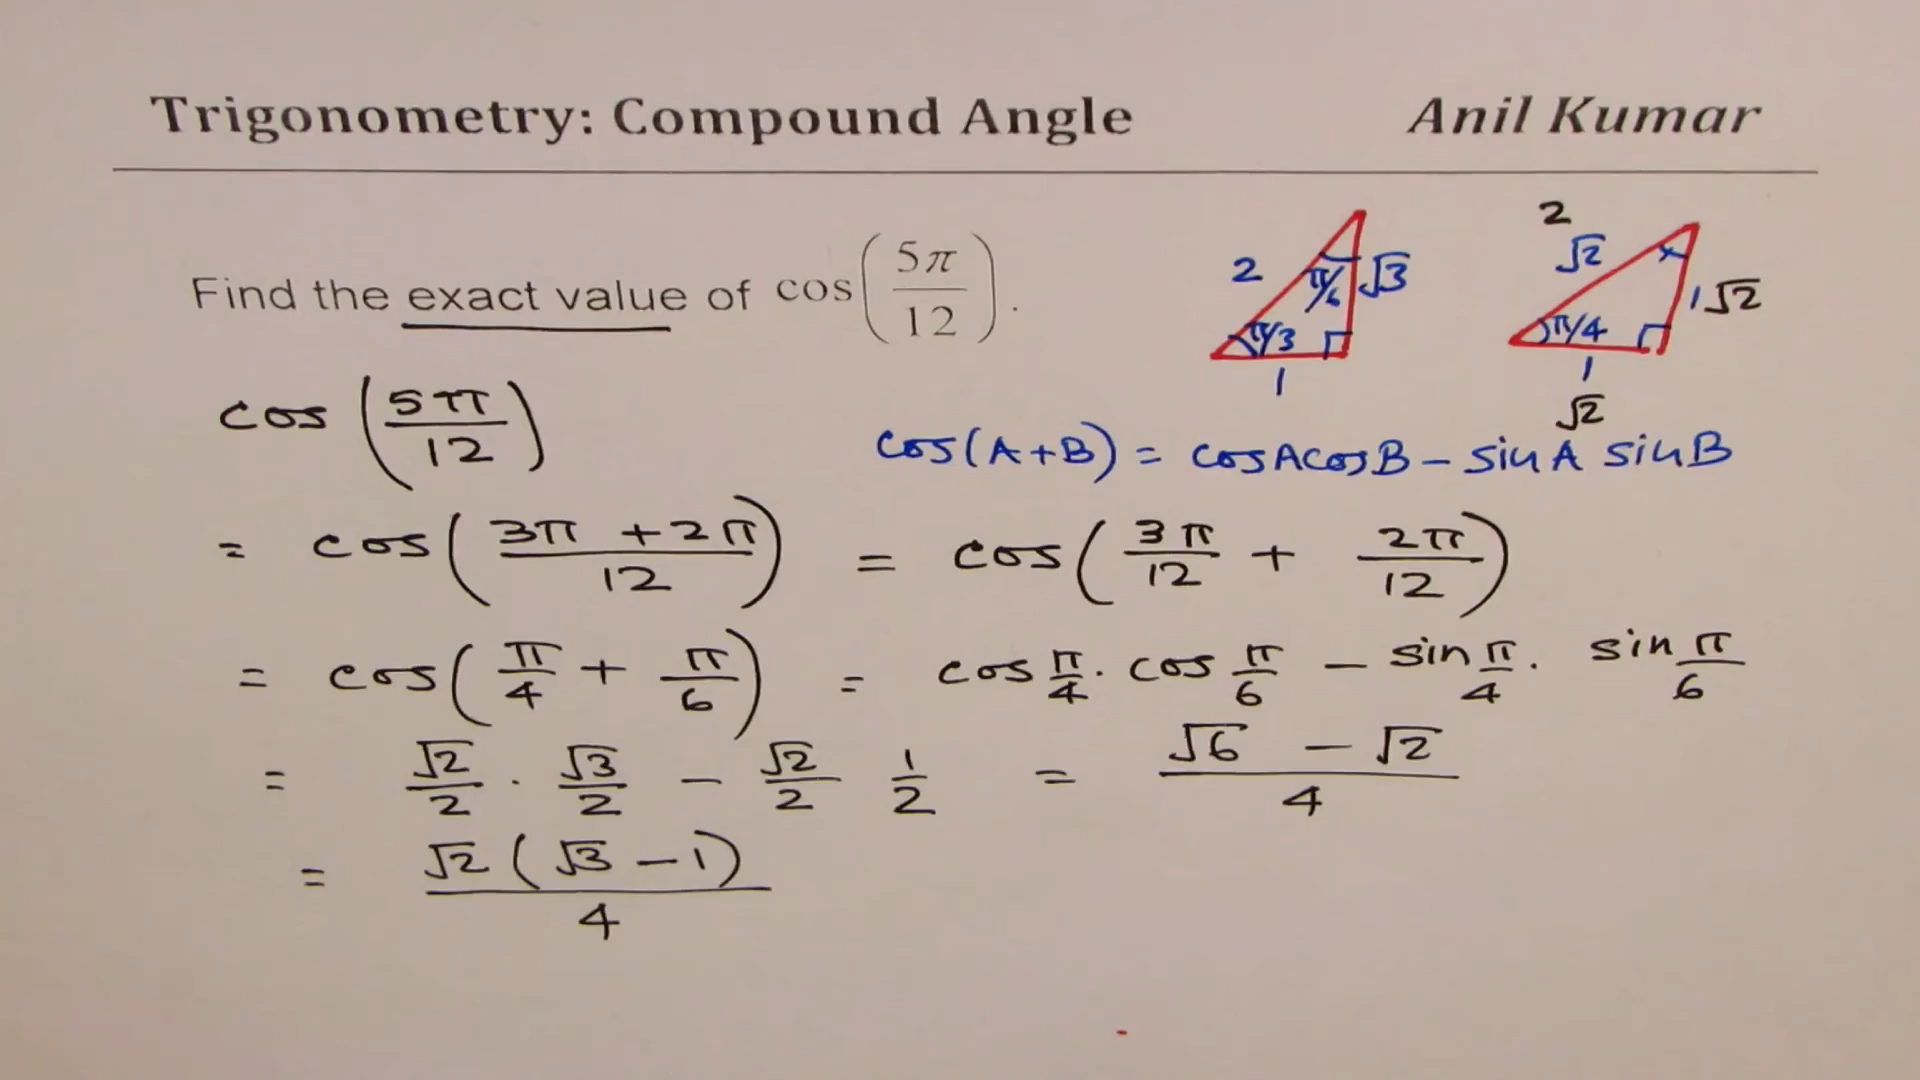 Trigonometry: Compound Angle Anil Kumar
Find the exact value of cos(5π/12).
2 π/6 √3 π/3 1
2 √2 π/4 1 √2 1 √2
cos (5π/12)
cos(A+B) = cosAcosB - sinA sinB
= cos(3π + 2π / 12) = cos(3π/12 + 2π/12)
= cos(π/4 + π/6) = cos π/4 . cos π/6 - sin π/4 . sin π/6
= √2/2 . √3/2 - √2/2 1/2 = √6 - √2 / 4
= √2 (√3 - 1) / 4